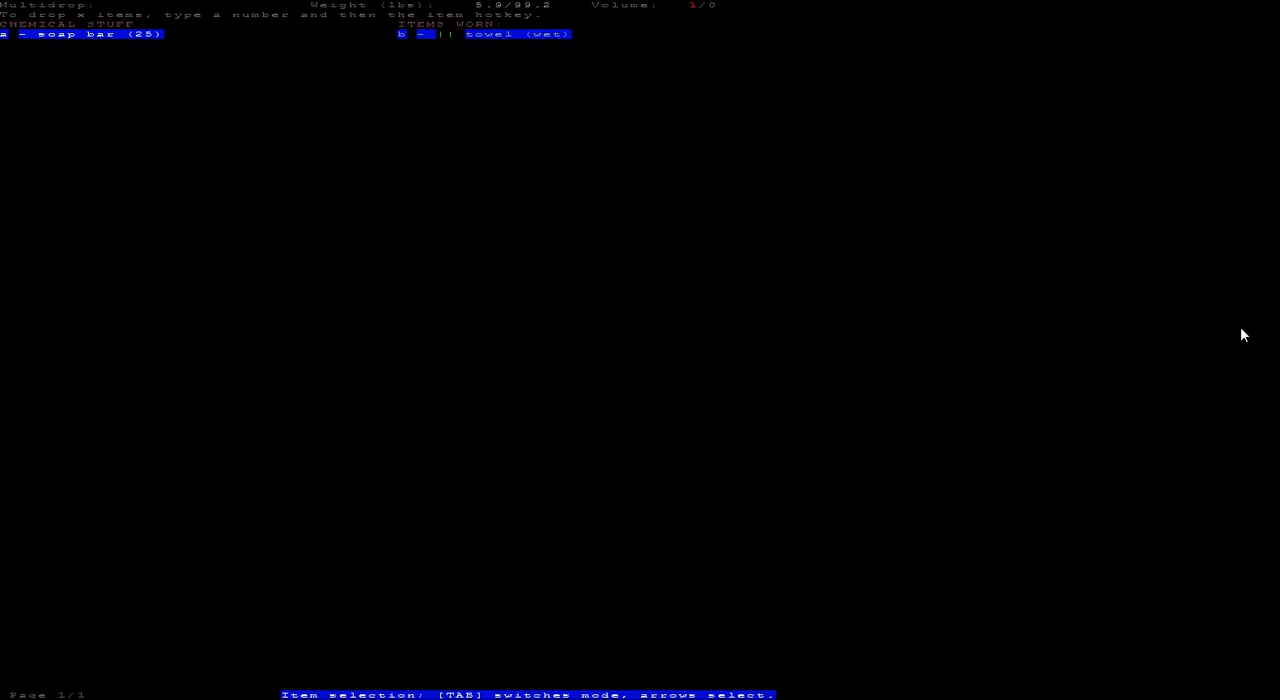 Multidrop: Weight (lbs): 5.9/99.2 Volume: 1/0
To drop x items, type a number and then the item hotkey.
CHEMICAL STUFF ITEMS WORN:
a - soap bar (25) b - || towel (wet)
Page 1/1 Item selection; [TAB] switches mode, arrows select.